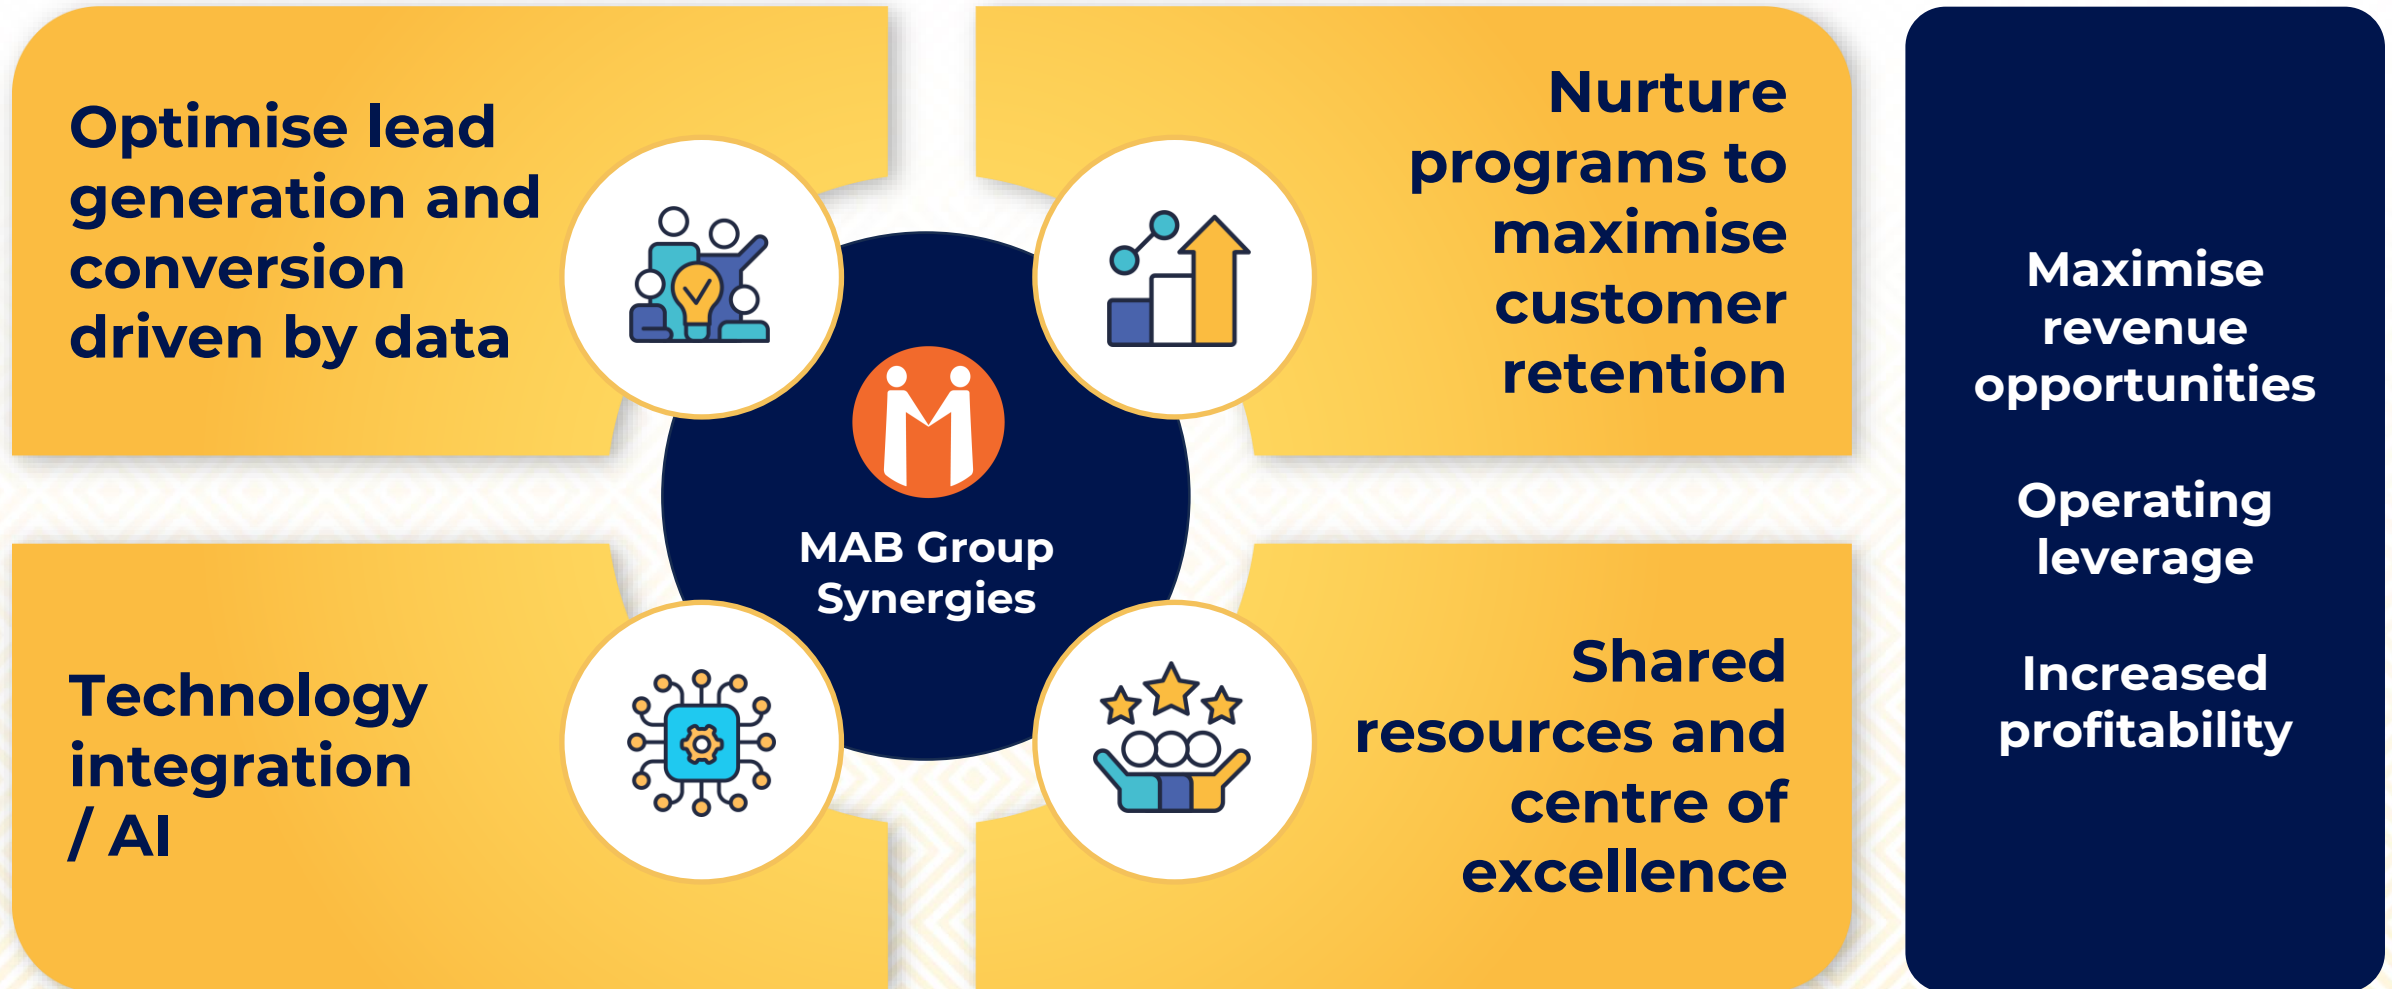 Optimise lead
generation and
conversion
driven by data
Nurture
programs to
maximise
customer
retention
MAB Group
Synergies
Technology
integration
/ AI
Shared
resources and
centre of
excellence
Maximise
revenue
opportunities
Operating
leverage
Increased
profitability